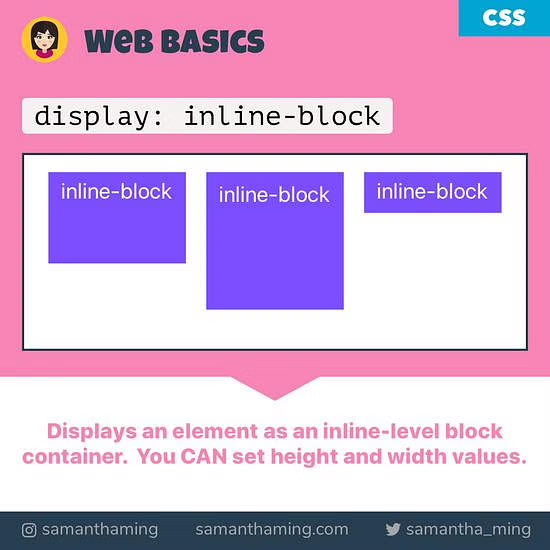 WeB BASICS
CSS
display: inline-block
inline-block
inline-block
inline-block
Displays an element as an inline-level block
container. You CAN set height and width values.
samanthaming
samanthaming.com
samantha_ming